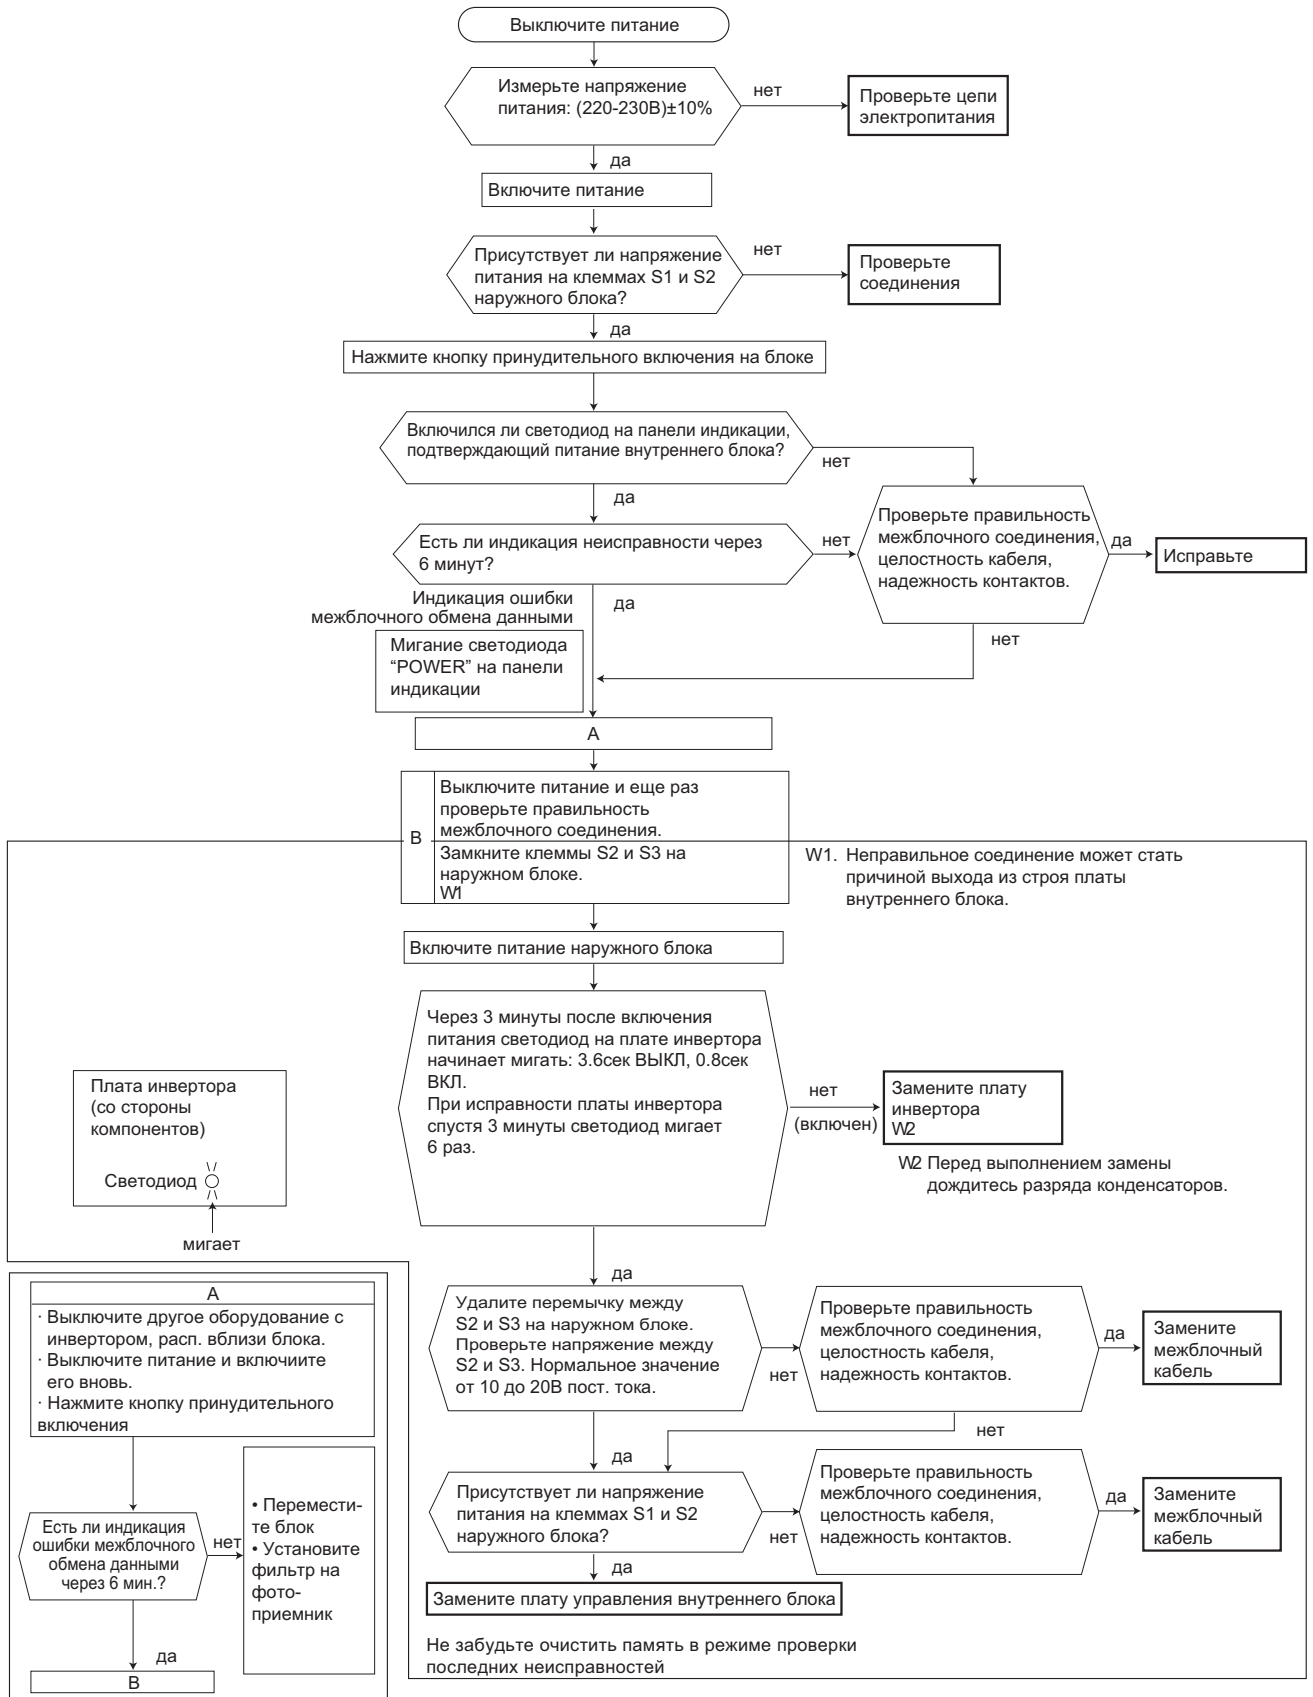 Выключите питание
Измерьте напряжение
питания: (220-230В)±10%
нет
Проверьте цепи
электропитания
да
Включите питание
Присутствует ли напряжение
питания на клеммах S1 и S2
наружного блока?
нет
Проверьте
соединения
да
Нажмите кнопку принудительного включения на блоке
Включился ли светодиод на панели индикации,
подтверждающий питание внутреннего блока?
нет
да
Есть ли индикация неисправности через
6 минут?
нет
Проверьте правильность
межблочного соединения,
целостность кабеля,
надежность контактов.
да
Исправьте
Индикация ошибки
межблочного обмена данными
да
нет
Мигание светодиода
“POWER” на панели
индикации
A
B
Выключите питание и еще раз
проверьте правильность
межблочного соединения.
Замкните клеммы S2 и S3 на
наружном блоке.
W1
W1. Неправильное соединение может стать
причиной выхода из строя платы
внутреннего блока.
Включите питание наружного блока
Через 3 минуты после включения
питания светодиод на плате инвертора
начинает мигать: 3.6сек ВЫКЛ, 0.8сек
ВКЛ.
При исправности платы инвертора
спустя 3 минуты светодиод мигает
6 раз.
нет
(включен)
Замените плату
инвертора
W2
W2 Перед выполнением замены
дождитесь разряда конденсаторов.
Плата инвертора
(со стороны
компонентов)
Светодиод
мигает
да
Удалите перемычку между
S2 и S3 на наружном блоке.
Проверьте напряжение между
S2 и S3. Нормальное значение
от 10 до 20В пост. тока.
нет
Проверьте правильность
межблочного соединения,
целостность кабеля,
надежность контактов.
да
Замените
межблочный
кабель
нет
да
Присутствует ли напряжение
питания на клеммах S1 и S2
наружного блока?
нет
Проверьте правильность
межблочного соединения,
целостность кабеля,
надежность контактов.
да
Замените
межблочный
кабель
да
Замените плату управления внутреннего блока
Не забудьте очистить память в режиме проверки
последних неисправностей
A
· Выключите другое оборудование с
инвертором, расп. вблизи блока.
· Выключите питание и включиите
его вновь.
· Нажмите кнопку принудительного
включения
Есть ли индикация
ошибки межблочного
обмена данными
через 6 мин.?
нет
• Перемести-
те блок
• Установите
фильтр на
фото-
приемник
да
B